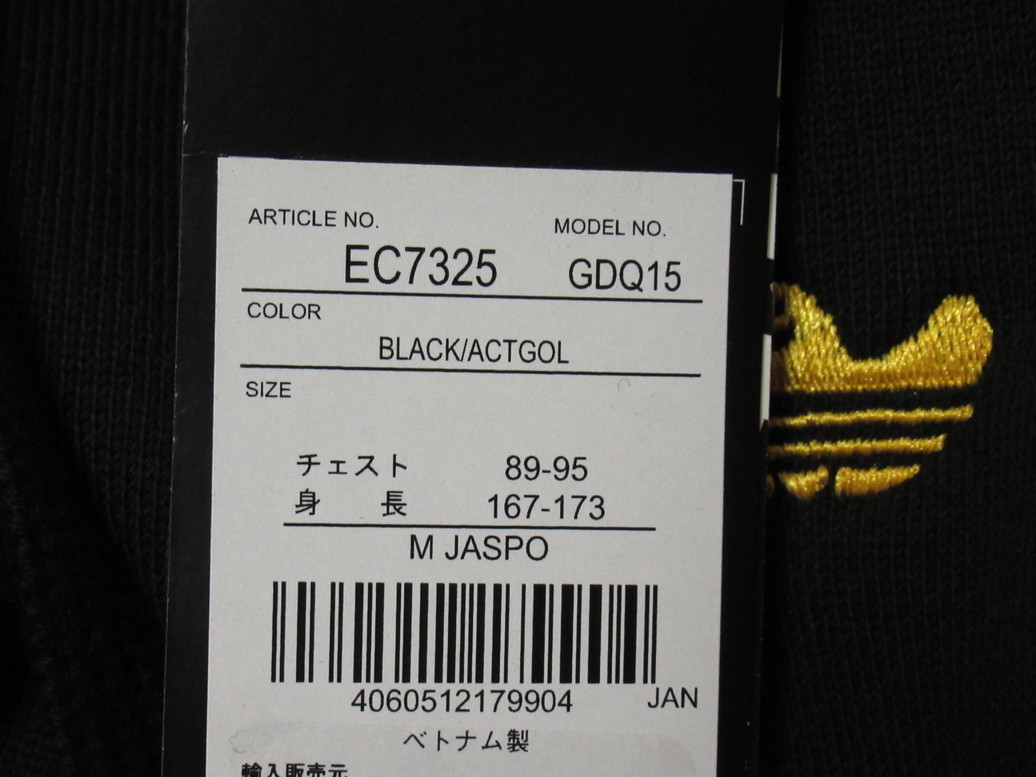 ARTICLE NO. MODEL NO.
EC7325 GDQ15
COLOR
BLACK/ACTGOL
SIZE
チェスト 89-95
身 長 167-173
M JASPO
4060512179904 JAN
ベトナム製
輸入販売元